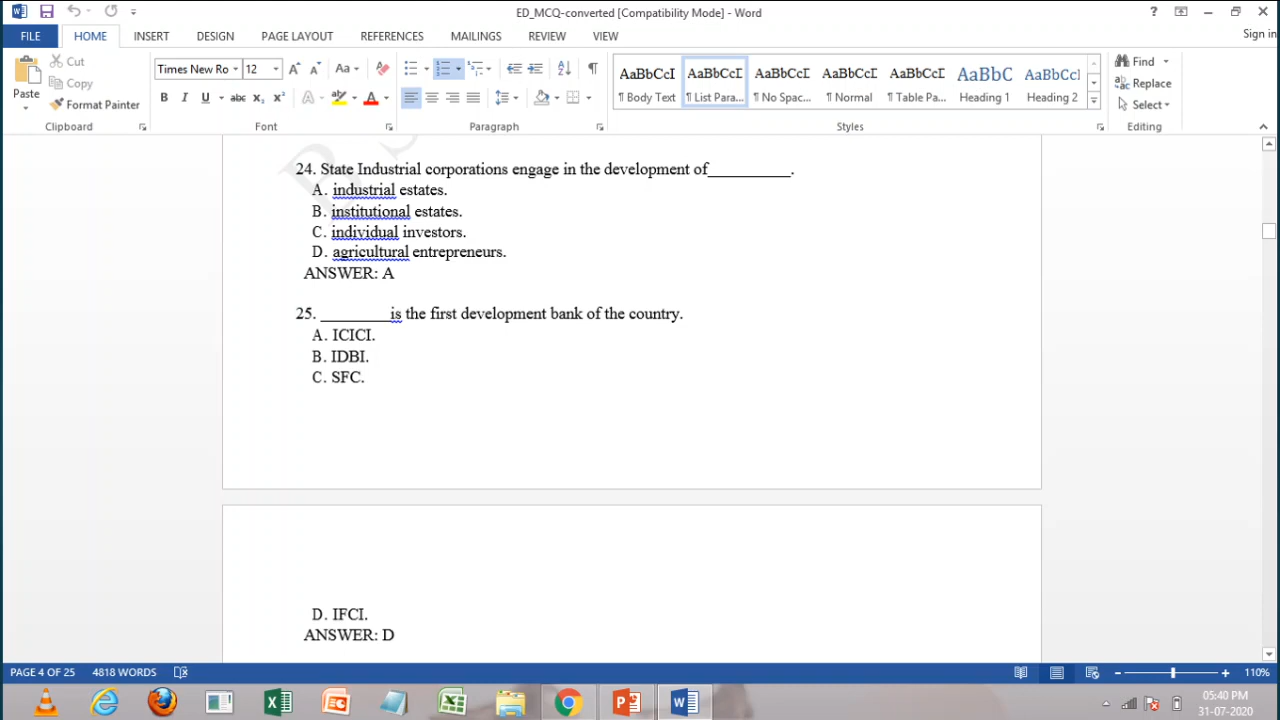 ED_MCQ-converted [Compatibility Mode] - Word
FILE HOME INSERT DESIGN PAGE LAYOUT REFERENCES MAILINGS REVIEW VIEW Sign in
Paste Cut Copy Format Painter
Times New Ro 12 Aa
B I U abc x₂ x² A A
AaBbCcI AaBbCcI AaBbCcI AaBbCcI AaBbCcI AaBbC AaBbCcI
¶ Body Text ¶ List Para... ¶ No Spac... ¶ Normal ¶ Table Pa... Heading 1 Heading 2
Find Replace Select
Clipboard Font Paragraph Styles Editing
24. State Industrial corporations engage in the development of__________.
A. industrial estates.
B. institutional estates.
C. individual investors.
D. agricultural entrepreneurs.
ANSWER: A
25. ________is the first development bank of the country.
A. ICICI.
B. IDBI.
C. SFC.
D. IFCI.
ANSWER: D
PAGE 4 OF 25 4818 WORDS 110%
05:40 PM
31-07-2020